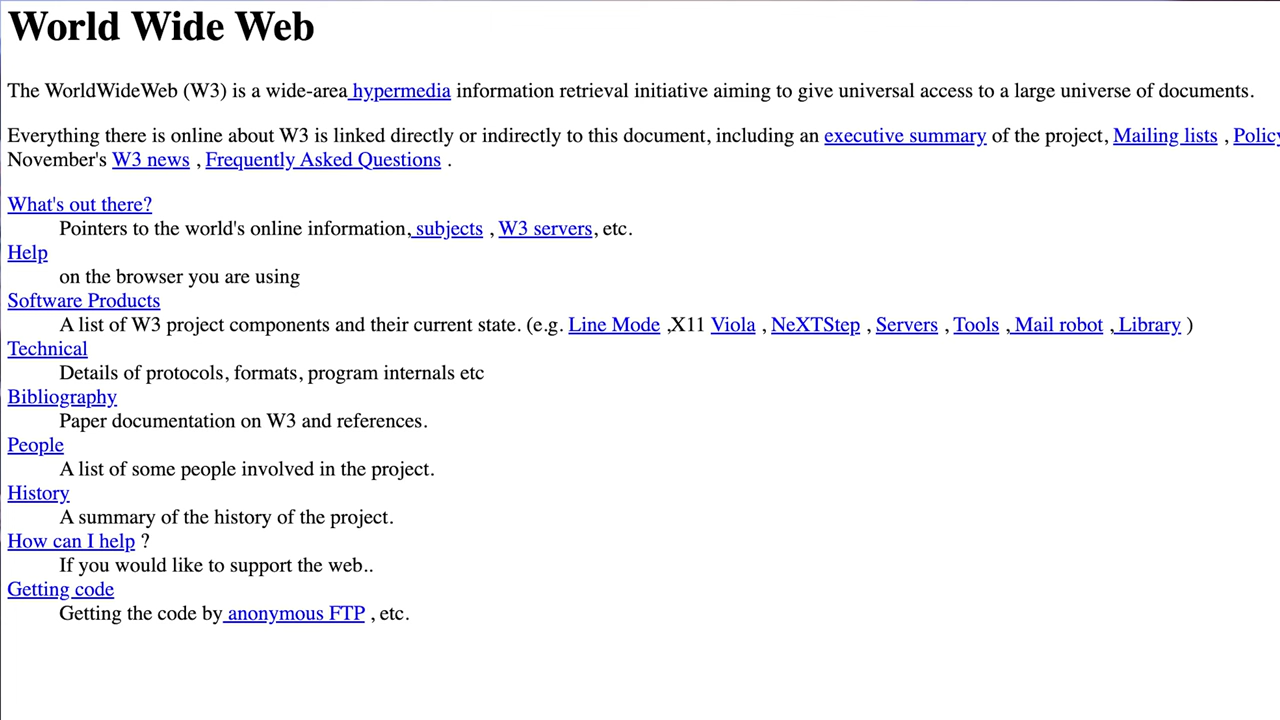 World Wide Web
The WorldWideWeb (W3) is a wide-area hypermedia information retrieval initiative aiming to give universal access to a large universe of documents.
Everything there is online about W3 is linked directly or indirectly to this document, including an executive summary of the project, Mailing lists , Policy
November's W3 news , Frequently Asked Questions .
What's out there?
Pointers to the world's online information, subjects , W3 servers, etc.
Help
on the browser you are using
Software Products
A list of W3 project components and their current state. (e.g. Line Mode ,X11 Viola , NeXTStep , Servers , Tools , Mail robot , Library )
Technical
Details of protocols, formats, program internals etc
Bibliography
Paper documentation on W3 and references.
People
A list of some people involved in the project.
History
A summary of the history of the project.
How can I help ?
If you would like to support the web..
Getting code
Getting the code by anonymous FTP , etc.